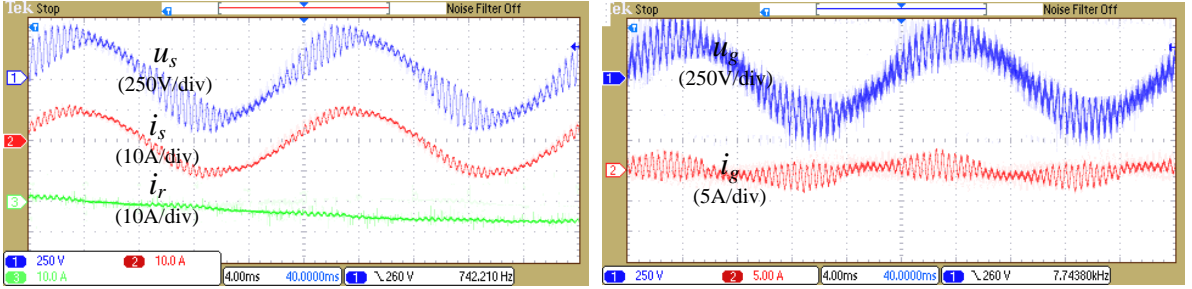 Tek Stop
Noise Filter Off
1
u_s
(250V/div)
2
i_s
(10A/div)
i_r
3
(10A/div)
1 250 V
2 10.0 A
3 10.0 A
4.00ms
40.0000ms
1 260 V
742.210 Hz
Tek Stop
Noise Filter Off
1
u_g
(250V/div)
2
i_g
(5A/div)
1 250 V
2 5.00 A
4.00ms
40.0000ms
1 260 V
7.74380kHz